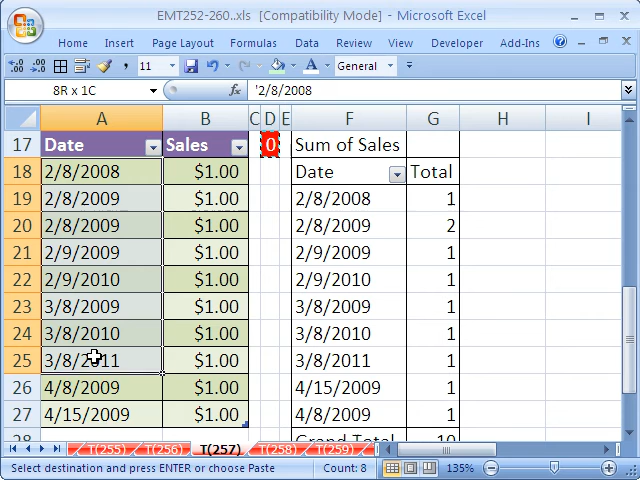 EMT252-260..xls [Compatibility Mode] - Microsoft Excel
Home Insert Page Layout Formulas Data Review View Developer Add-Ins
11 General
8R x 1C fx '2/8/2008
A B C D E F G H I
17 Date Sales 0 Sum of Sales
18 2/8/2008 $1.00 Date Total
19 2/8/2009 $1.00 2/8/2008 1
20 2/8/2009 $1.00 2/8/2009 2
21 2/9/2009 $1.00 2/9/2009 1
22 2/9/2010 $1.00 2/9/2010 1
23 3/8/2009 $1.00 3/8/2009 1
24 3/8/2010 $1.00 3/8/2010 1
25 3/8/2011 $1.00 3/8/2011 1
26 4/8/2009 $1.00 4/15/2009 1
27 4/15/2009 $1.00 4/8/2009 1
28 Grand Total 10
T(255) T(256) T(257) T(258) T(259)
Select destination and press ENTER or choose Paste Count: 8 135%